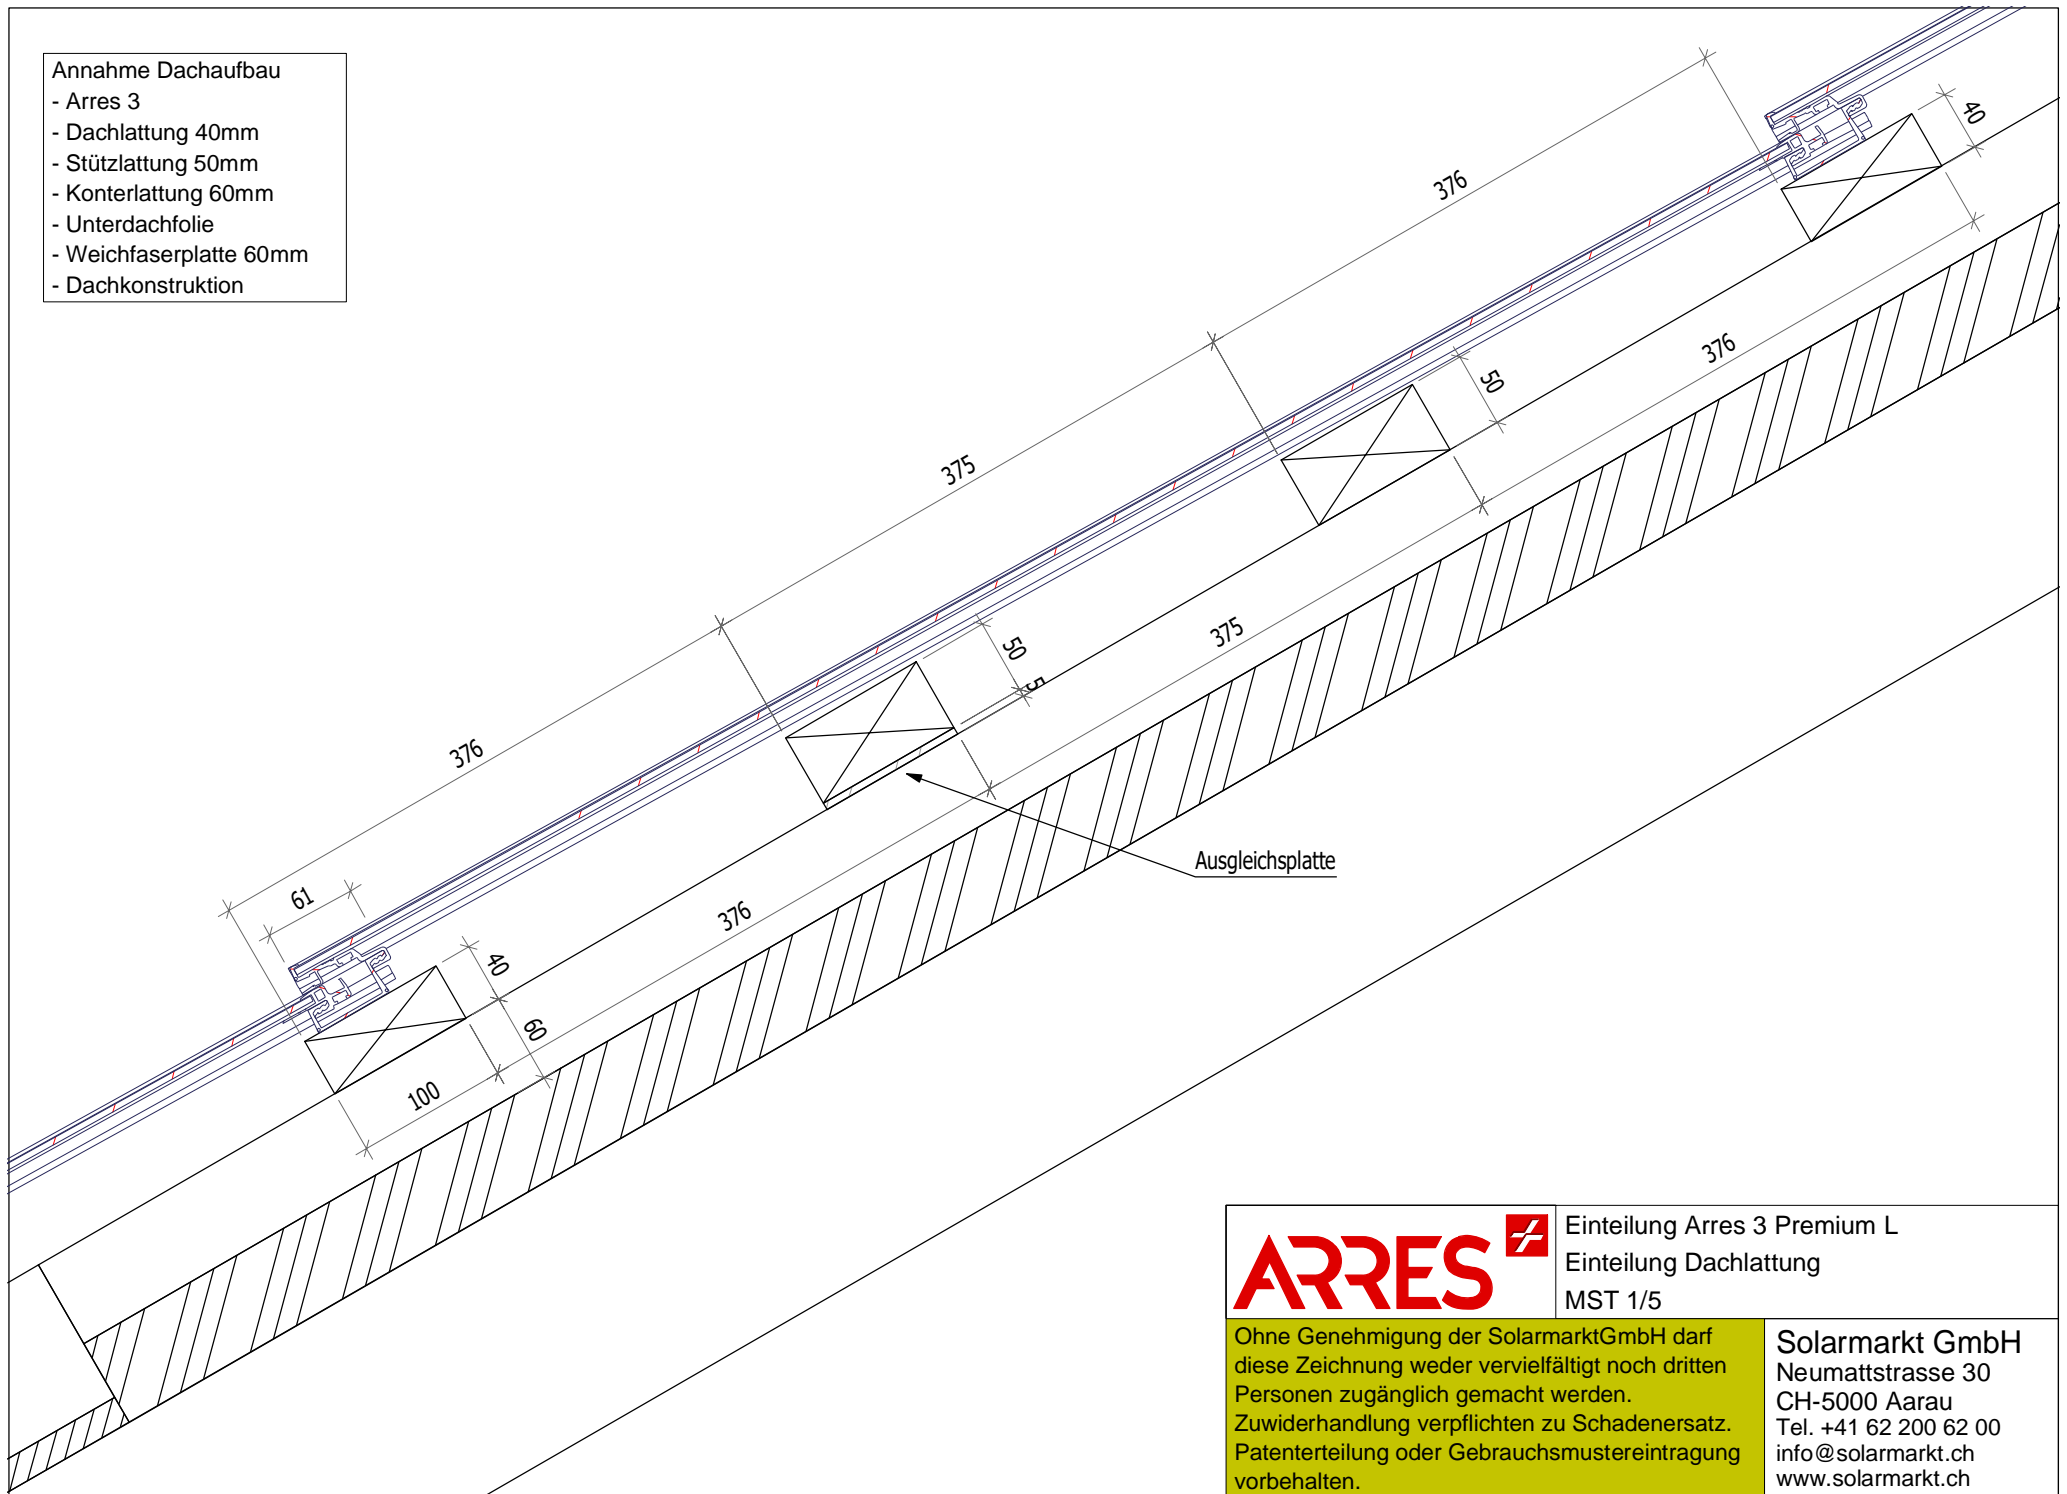 Annahme Dachaufbau
- Arres 3
- Dachlattung 40mm
- Stützlattung 50mm
- Konterlattung 60mm
- Unterdachfolie
- Weichfaserplatte 60mm
- Dachkonstruktion
40
376
376
50
375
375
50
5
376
Ausgleichsplatte
61
376
40
60
100
ARRES
Einteilung Arres 3 Premium L
Einteilung Dachlattung
MST 1/5
Ohne Genehmigung der SolarmarktGmbH darf
diese Zeichnung weder vervielfältigt noch dritten
Personen zugänglich gemacht werden.
Zuwiderhandlung verpflichten zu Schadenersatz.
Patenterteilung oder Gebrauchsmustereintragung
vorbehalten.
Solarmarkt GmbH
Neumattstrasse 30
CH-5000 Aarau
Tel. +41 62 200 62 00
info@solarmarkt.ch
www.solarmarkt.ch